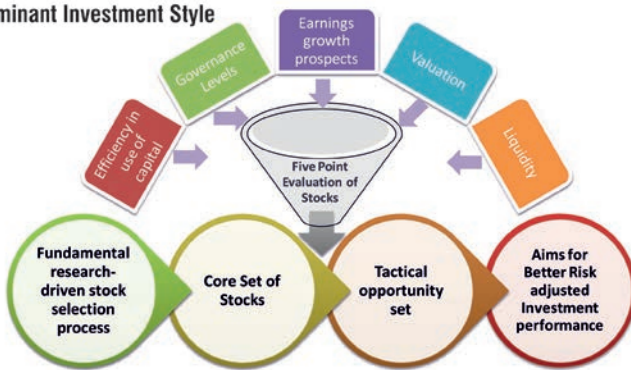 minant Investment Style
Efficiency in
use of
capital
Governance
Levels
Earnings
growth
prospects
Valuation
Liquidity
Five Point
Evaluation of
Stocks
Fundamental
research-
driven stock
selection
process
Core Set of
Stocks
Tactical
opportunity
set
Aims for
Better Risk
adjusted
Investment
performance